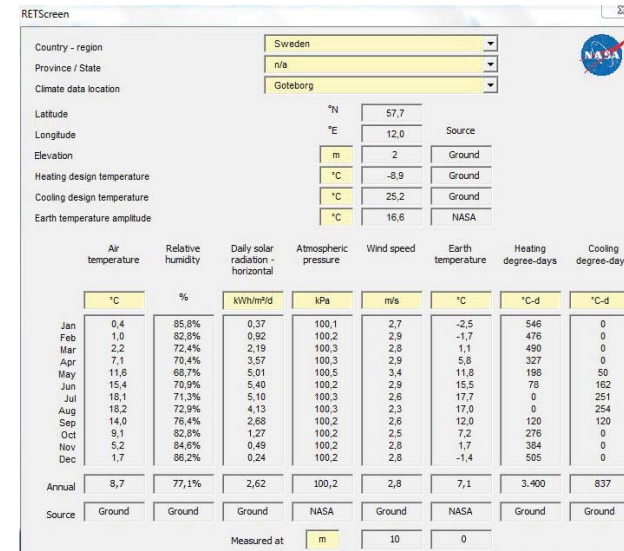 RETScreen
Country - region Sweden
Province / State n/a
Climate data location Goteborg
NASA
Latitude °N 57,7
Longitude °E 12,0 Source
Elevation m 2 Ground
Heating design temperature °C -8,9 Ground
Cooling design temperature °C 25,2 Ground
Earth temperature amplitude °C 16,6 NASA
Air temperature Relative humidity Daily solar radiation - horizontal Atmospheric pressure Wind speed Earth temperature Heating degree-days Cooling degree-day
°C % kWh/m²/d kPa m/s °C °C-d °C-d
Jan 0,4 85,8% 0,37 100,1 2,7 -2,5 546 0
Feb 1,0 82,8% 0,92 100,2 2,9 -1,7 476 0
Mar 2,2 72,4% 2,19 100,3 2,8 1,1 490 0
Apr 7,1 70,4% 3,57 100,3 2,9 5,8 327 0
May 11,6 68,7% 5,01 100,5 3,4 11,8 198 50
Jun 15,4 70,9% 5,40 100,2 2,9 15,5 78 162
Jul 18,1 71,3% 5,10 100,3 2,6 17,7 0 251
Aug 18,2 72,9% 4,13 100,3 2,3 17,0 0 254
Sep 14,0 76,4% 2,68 100,2 2,6 12,0 120 120
Oct 9,1 82,8% 1,27 100,2 2,5 7,2 276 0
Nov 5,2 84,6% 0,49 100,2 2,8 1,7 384 0
Dec 1,7 86,2% 0,24 100,2 2,8 -1,4 505 0
Annual 8,7 77,1% 2,62 100,2 2,8 7,1 3.400 837
Source Ground Ground Ground NASA Ground NASA Ground Ground
Measured at m 10 0